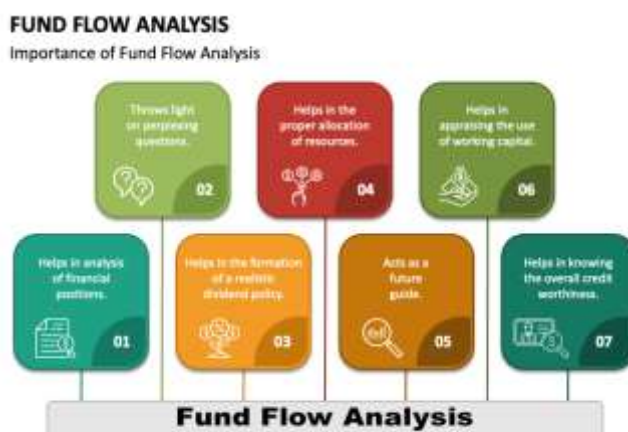 FUND FLOW ANALYSIS
Importance of Fund Flow Analysis
Throws light
on perplexing
questions.
02
Helps in the
proper allocation
of resources.
04
Helps in
appraising the use
of working capital.
06
Helps in analysis
of financial
positions.
01
Helps in the formation
of a realistic
dividend policy.
03
Acts as a
future
guide.
05
Helps in knowing
the overall credit
worthiness.
07
Fund Flow Analysis